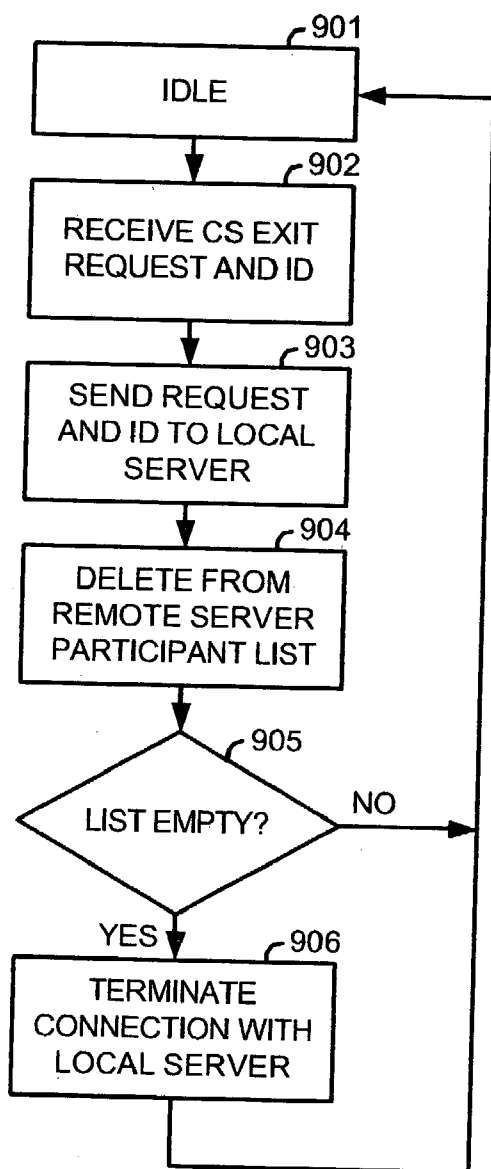 901
IDLE
902
RECEIVE CS EXIT
REQUEST AND ID
903
SEND REQUEST
AND ID TO LOCAL
SERVER
904
DELETE FROM
REMOTE SERVER
PARTICIPANT LIST
905
LIST EMPTY?
NO
YES
906
TERMINATE
CONNECTION WITH
LOCAL SERVER